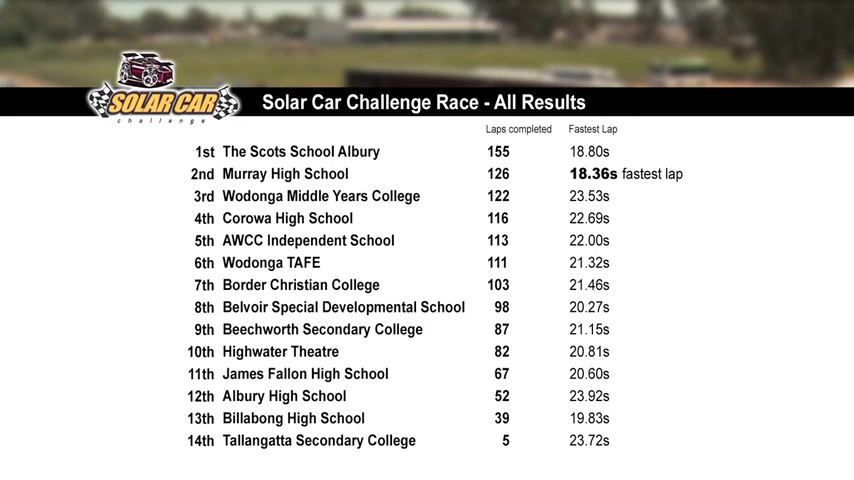 SOLAR CAR
challenge
Solar Car Challenge Race - All Results
Laps completed Fastest Lap
1st The Scots School Albury 155 18.80s
2nd Murray High School 126 18.36s fastest lap
3rd Wodonga Middle Years College 122 23.53s
4th Corowa High School 116 22.69s
5th AWCC Independent School 113 22.00s
6th Wodonga TAFE 111 21.32s
7th Border Christian College 103 21.46s
8th Belvoir Special Developmental School 98 20.27s
9th Beechworth Secondary College 87 21.15s
10th Highwater Theatre 82 20.81s
11th James Fallon High School 67 20.60s
12th Albury High School 52 23.92s
13th Billabong High School 39 19.83s
14th Tallangatta Secondary College 5 23.72s